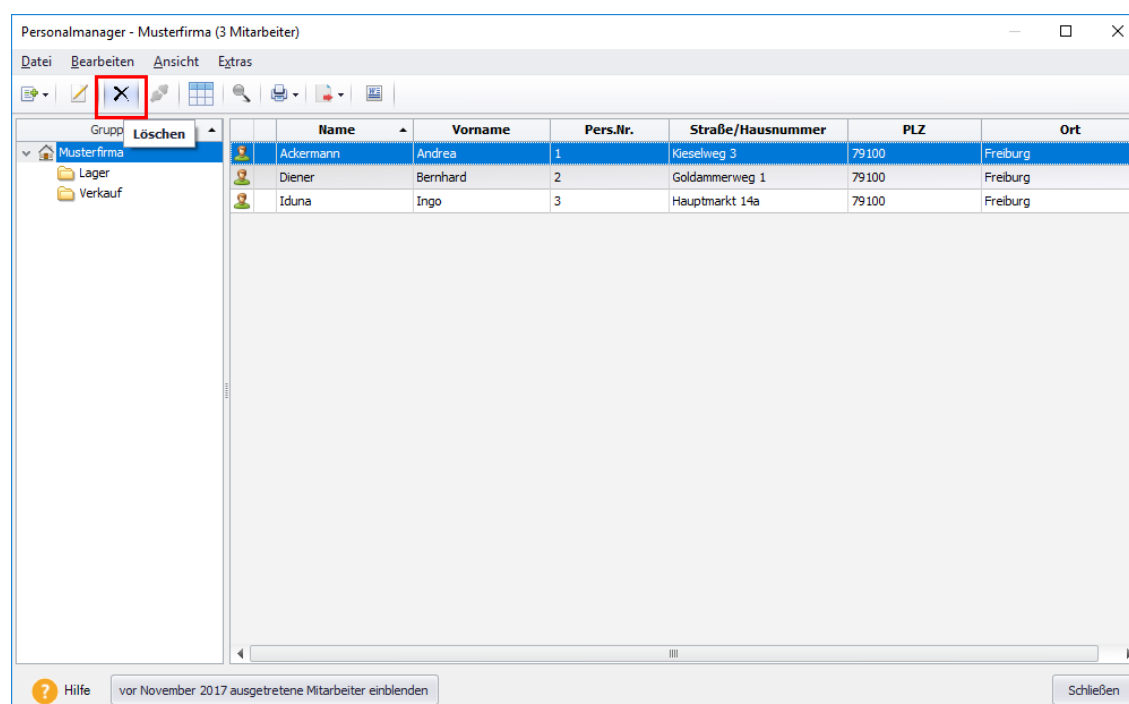 Personalmanager - Musterfirma (3 Mitarbeiter)
Datei Bearbeiten Ansicht Extras
Löschen
Name Vorname Pers.Nr. Straße/Hausnummer PLZ Ort
Musterfirma
Lager
Verkauf
Ackermann Andrea 1 Kieselweg 3 79100 Freiburg
Diener Bernhard 2 Goldammerweg 1 79100 Freiburg
Iduna Ingo 3 Hauptmarkt 14a 79100 Freiburg
? Hilfe vor November 2017 ausgetretene Mitarbeiter einblenden Schließen